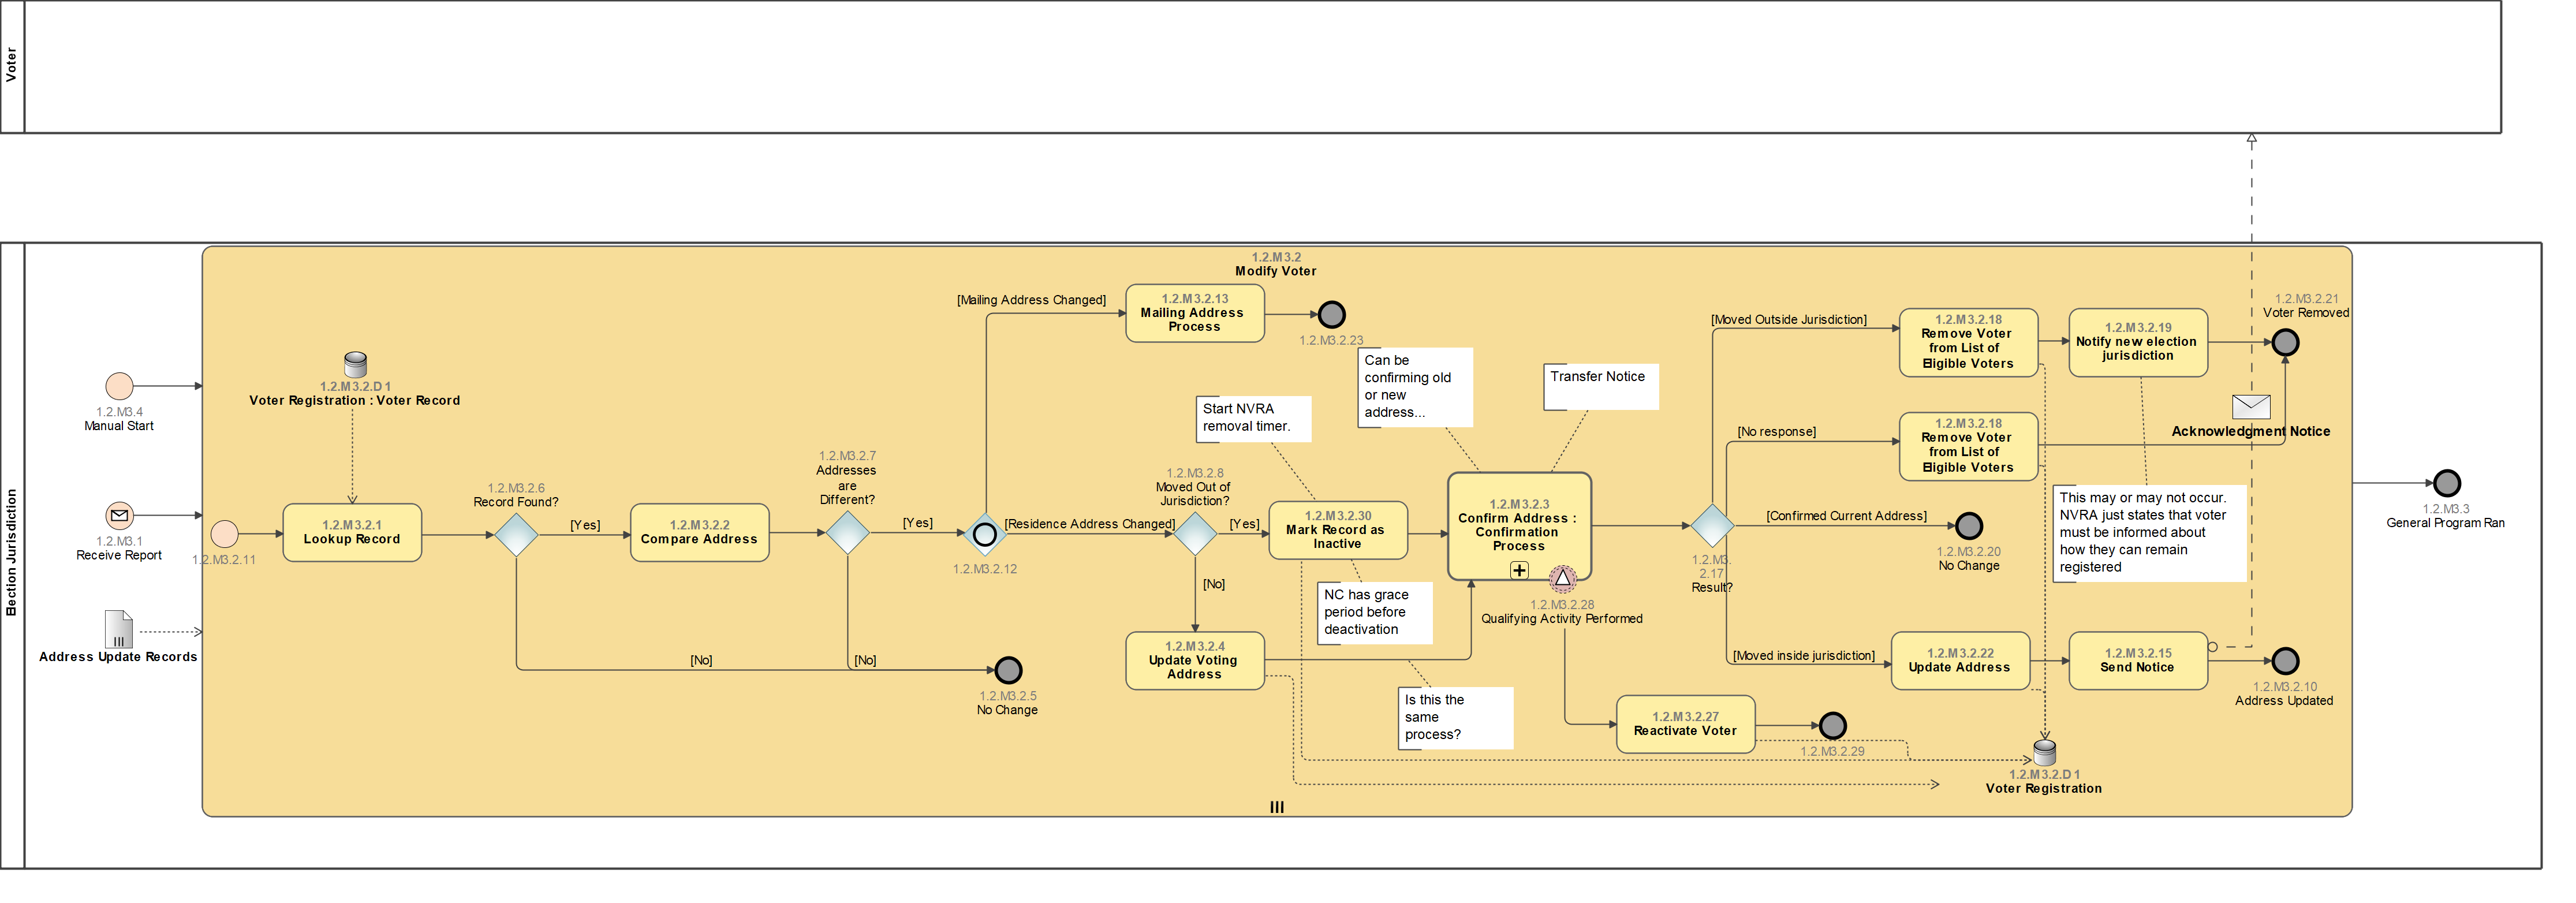 Voter
Election Jurisdiction
1.2.M3.2
Modify Voter
1.2.M3.4
Manual Start
1.2.M3.1
Receive Report
Address Update Records
1.2.M3.2.11
1.2.M3.2.D1
Voter Registration : Voter Record
1.2.M3.2.1
Lookup Record
1.2.M3.2.6
Record Found?
[Yes]
[No]
1.2.M3.2.2
Compare Address
1.2.M3.2.7
Addresses
are
Different?
[Yes]
[No]
1.2.M3.2.5
No Change
1.2.M3.2.12
[Mailing Address Changed]
1.2.M3.2.13
Mailing Address
Process
1.2.M3.2.23
[Residence Address Changed]
1.2.M3.2.8
Moved Out of
Jurisdiction?
[Yes]
[No]
1.2.M3.2.4
Update Voting
Address
Start NVRA
removal timer.
1.2.M3.2.30
Mark Record as
Inactive
NC has grace
period before
deactivation
Is this the
same
process?
Can be
confirming old
or new
address...
Transfer Notice
1.2.M3.2.3
Confirm Address :
Confirmation
Process
1.2.M3.2.28
Qualifying Activity Performed
1.2.M3.2.27
Reactivate Voter
1.2.M3.2.29
1.2.M3.
2.17
Result?
[Moved Outside Jurisdiction]
1.2.M3.2.18
Remove Voter
from List of
Eligible Voters
1.2.M3.2.19
Notify new election
jurisdiction
1.2.M3.2.21
Voter Removed
[No response]
1.2.M3.2.18
Remove Voter
from List of
Eligible Voters
Acknowledgment Notice
[Confirmed Current Address]
1.2.M3.2.20
No Change
This may or may not occur.
NVRA just states that voter
must be informed about
how they can remain
registered
[Moved inside jurisdiction]
1.2.M3.2.22
Update Address
1.2.M3.2.15
Send Notice
1.2.M3.2.10
Address Updated
1.2.M3.2.D1
Voter Registration
1.2.M3.3
General Program Ran